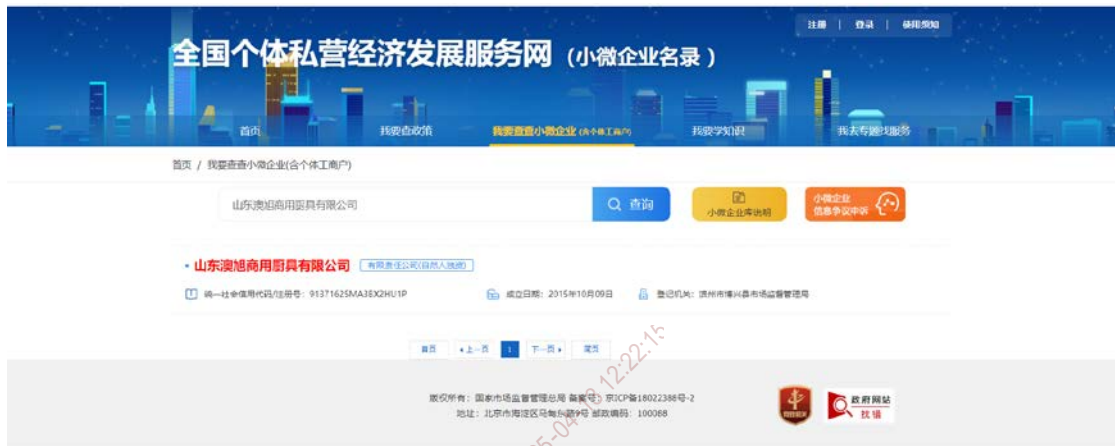 注册 | 登录 | 使用须知
全国个体私营经济发展服务网（小微企业名录）
首页 我要查政策 我要查查小微企业(含个体工商户) 我要学知识 我去专题找服务
首页 / 我要查查小微企业(含个体工商户)
山东澳旭商用厨具有限公司 查询 小微企业库说明 小微企业
信息争议申诉
山东澳旭商用厨具有限公司 有限责任公司(自然人独资)
统一社会信用代码/注册号：91371625MA3EX2HU1P 成立日期：2015年10月09日 登记机关：滨州市博兴县市场监督管理局
首页 上一页 1 下一页 尾页
版权所有：国家市场监督管理总局 备案号：京ICP备18022388号-2
地址：北京市海淀区马甸东路9号 邮政编码：100088
政府网站
找错
04-18 12:22:15